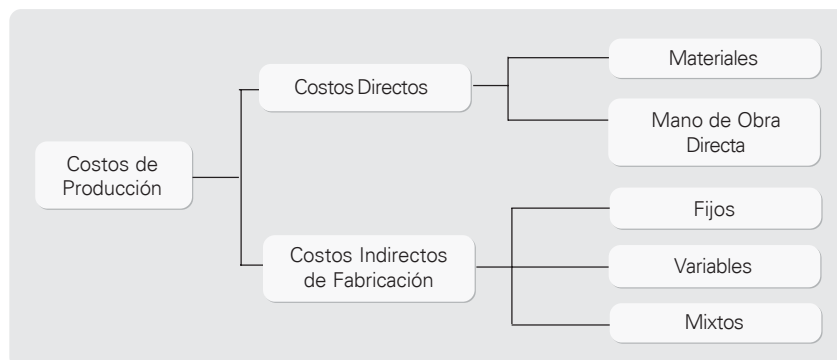 Costos de
Producción
Costos Directos
Materiales
Mano de Obra
Directa
Costos Indirectos
de Fabricación
Fijos
Variables
Mixtos